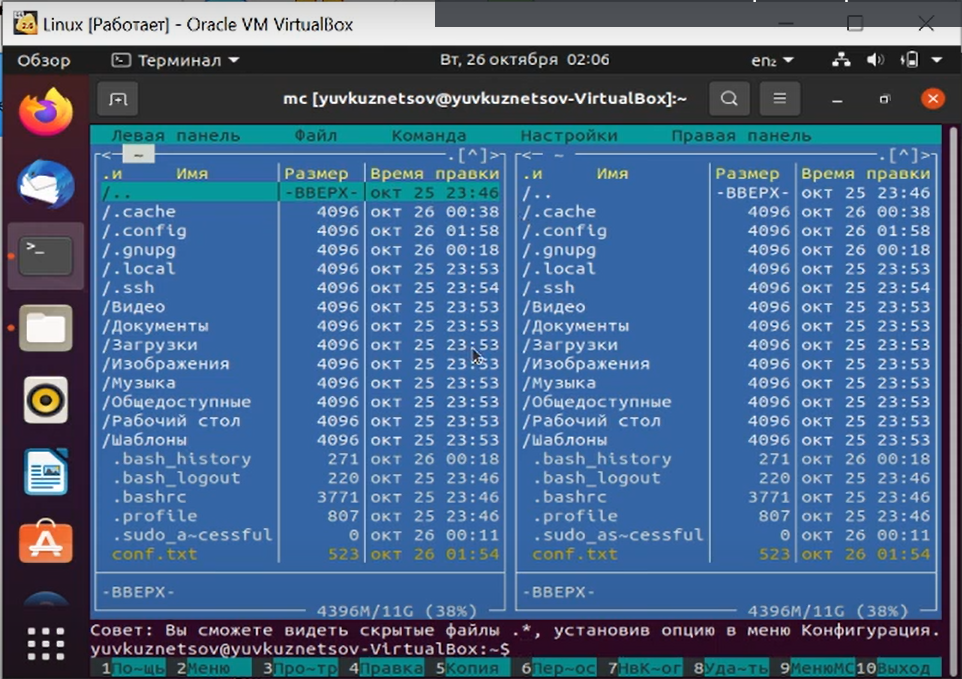 Linux [Работает] - Oracle VM VirtualBox
Обзор Терминал Вт, 26 октября 02:06 en₂
mc [yuvkuznetsov@yuvkuznetsov-VirtualBox]:~
Левая панель Файл Команда Настройки Правая панель
<─ ~ .[^]> <─ ~ .[^]>
.и Имя Размер Время правки .и Имя Размер Время правки
/.. -ВВЕРХ- окт 25 23:46 /.. -ВВЕРХ- окт 25 23:46
/.cache 4096 окт 26 00:38 /.cache 4096 окт 26 00:38
/.config 4096 окт 26 01:58 /.config 4096 окт 26 01:58
/.gnupg 4096 окт 26 00:18 /.gnupg 4096 окт 26 00:18
/.local 4096 окт 25 23:53 /.local 4096 окт 25 23:53
/.ssh 4096 окт 25 23:54 /.ssh 4096 окт 25 23:54
/Видео 4096 окт 25 23:53 /Видео 4096 окт 25 23:53
/Документы 4096 окт 25 23:53 /Документы 4096 окт 25 23:53
/Загрузки 4096 окт 25 23:53 /Загрузки 4096 окт 25 23:53
/Изображения 4096 окт 25 23:53 /Изображения 4096 окт 25 23:53
/Музыка 4096 окт 25 23:53 /Музыка 4096 окт 25 23:53
/Общедоступные 4096 окт 25 23:53 /Общедоступные 4096 окт 25 23:53
/Рабочий стол 4096 окт 25 23:53 /Рабочий стол 4096 окт 25 23:53
/Шаблоны 4096 окт 25 23:53 /Шаблоны 4096 окт 25 23:53
.bash_history 271 окт 26 00:18 .bash_history 271 окт 26 00:18
.bash_logout 220 окт 25 23:46 .bash_logout 220 окт 25 23:46
.bashrc 3771 окт 25 23:46 .bashrc 3771 окт 25 23:46
.profile 807 окт 25 23:46 .profile 807 окт 25 23:46
.sudo_as~cessful 0 окт 26 00:11 .sudo_as~cessful 0 окт 26 00:11
conf.txt 523 окт 26 01:54 conf.txt 523 окт 26 01:54
-ВВЕРХ- -ВВЕРХ-
4396M/11G (38%) 4396M/11G (38%)
Совет: Вы сможете видеть скрытые файлы .*, установив опцию в меню Конфигурация.
yuvkuznetsov@yuvkuznetsov-VirtualBox:~$
1По~щь 2Меню 3Про~тр 4Правка 5Копия 6Пер~ос 7НвК~ог 8Уда~ть 9МенюMC 10Выход